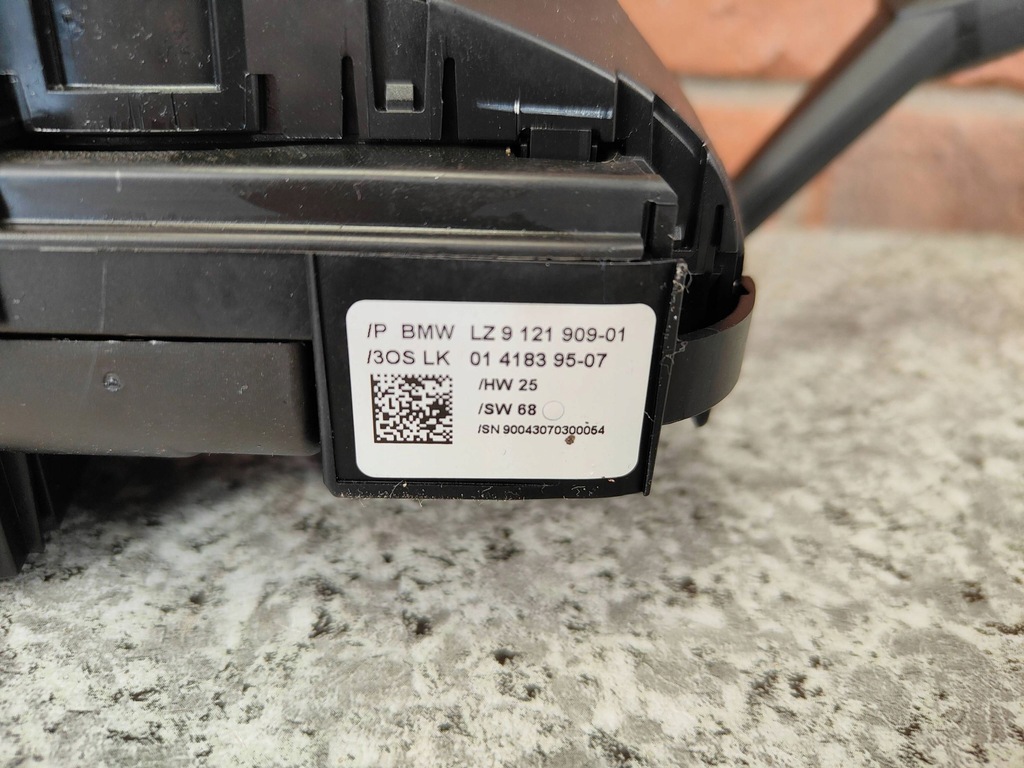 /P BMW LZ 9 121 909-01
/3OS LK 01 4183 95-07
/HW 25
/SW 68
/SN 90043070300054